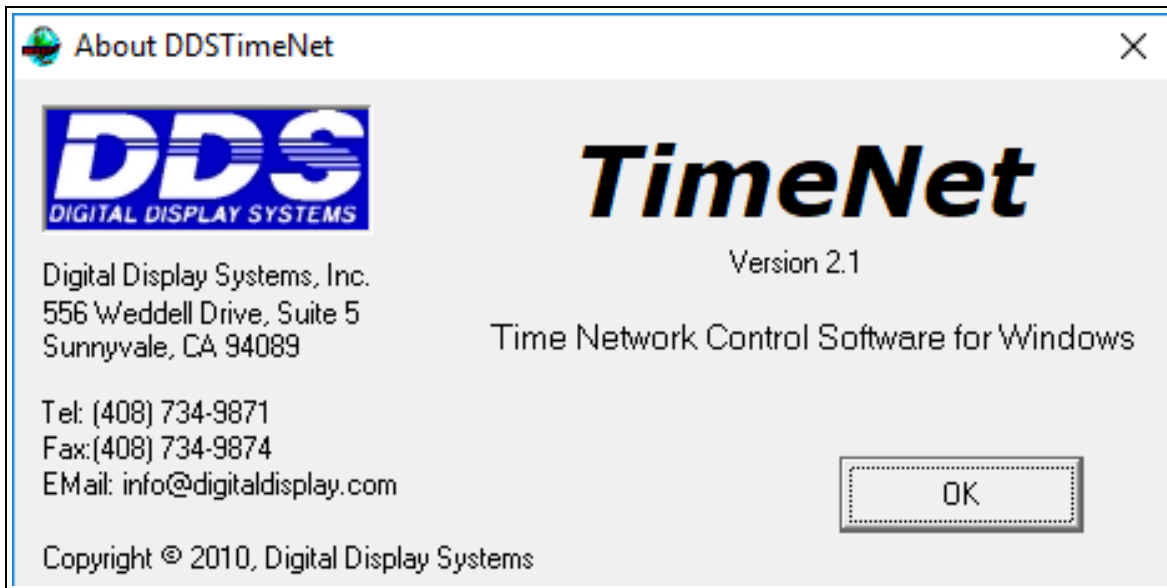 About DDSTimeNet
DDS
DIGITAL DISPLAY SYSTEMS
TimeNet
Version 2.1
Time Network Control Software for Windows
Digital Display Systems, Inc.
556 Weddell Drive, Suite 5
Sunnyvale, CA 94089
Tel: (408) 734-9871
Fax:(408) 734-9874
EMail: info@digitaldisplay.com
OK
Copyright © 2010, Digital Display Systems